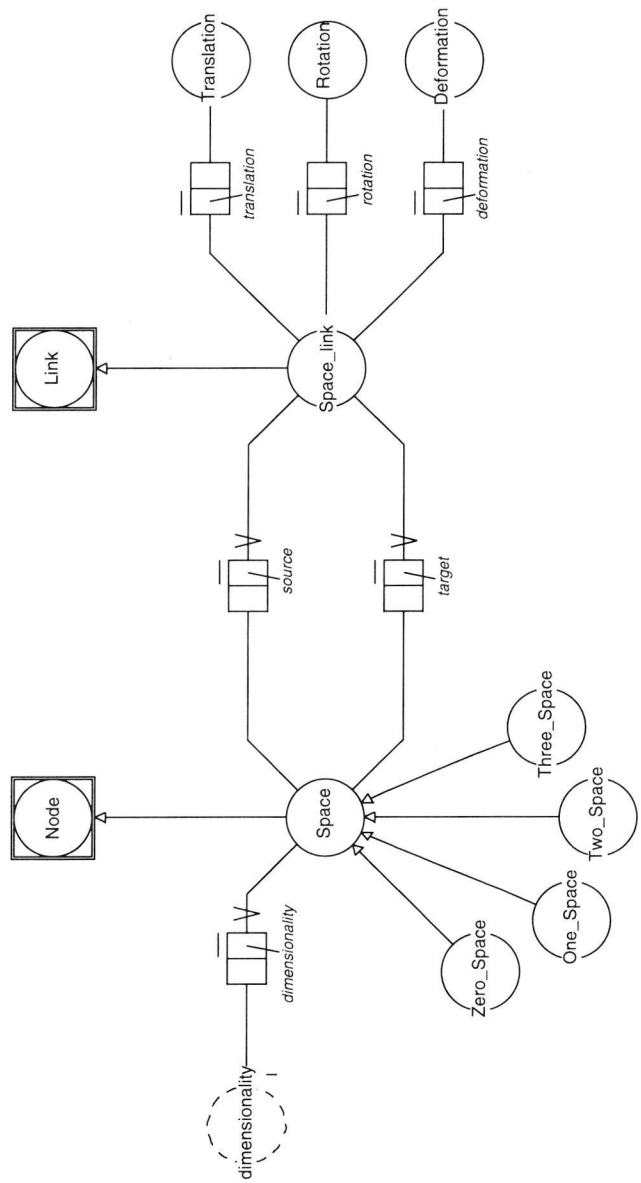 Node
Link
Translation
dimensionality
translation
dimensionality
source
Space
Space_link
Rotation
rotation
target
Deformation
deformation
Zero_Space
Three_Space
One_Space
Two_Space